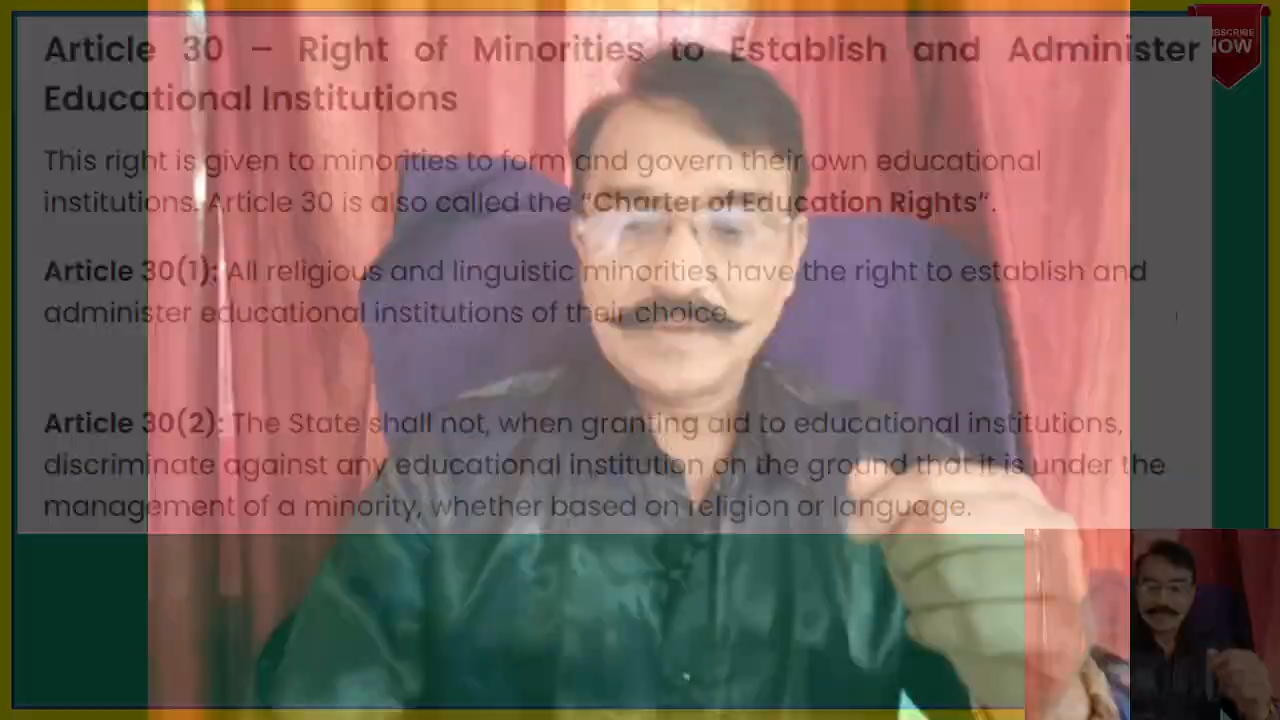 Article 30 – Right of Minorities to Establish and Administer
Educational Institutions
This right is given to minorities to form and govern their own educational
institutions. Article 30 is also called the “Charter of Education Rights”.
Article 30(1): All religious and linguistic minorities have the right to establish and
administer educational institutions of their choice.
Article 30(2): The State shall not, when granting aid to educational institutions,
discriminate against any educational institution on the ground that it is under the
management of a minority, whether based on religion or language.
NOW